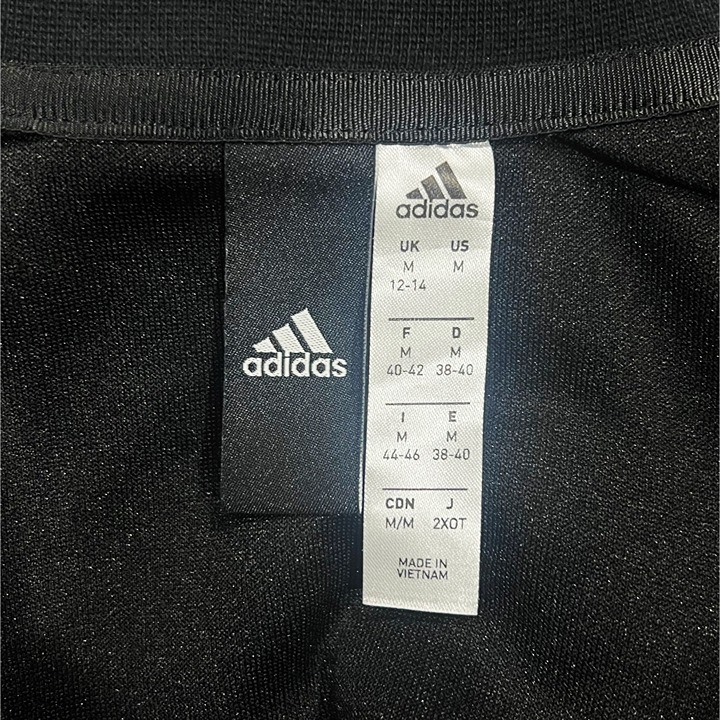 adidas
adidas
UK US
M M
12-14
F D
M M
40-42 38-40
I E
M M
44-46 38-40
CDN J
M/M 2XOT
MADE IN
VIETNAM